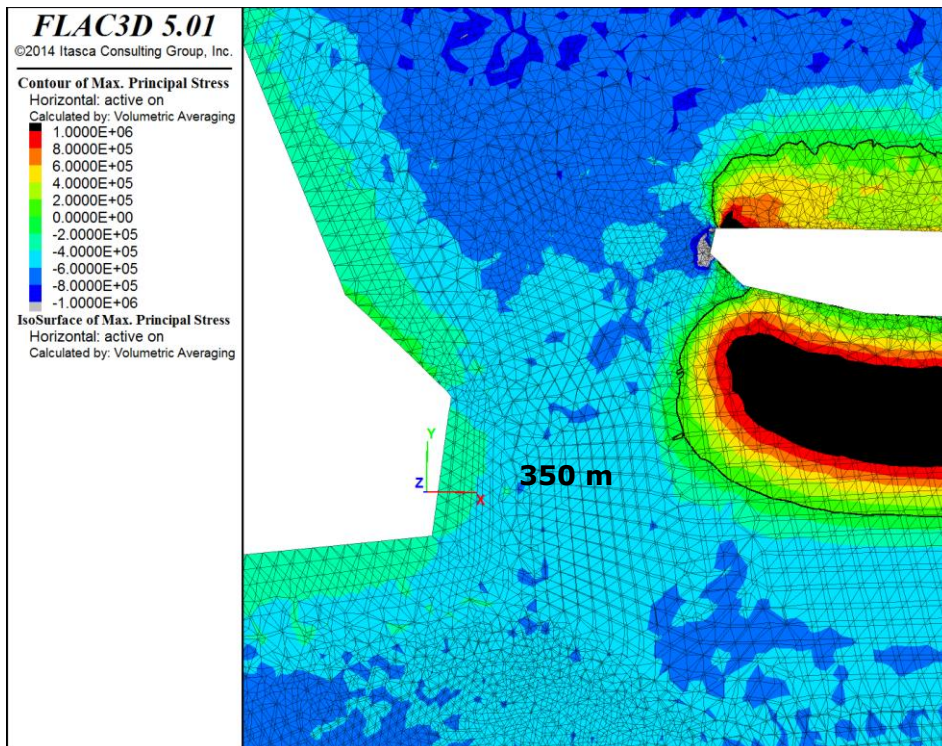 FLAC3D 5.01
©2014 Itasca Consulting Group, Inc.
Contour of Max. Principal Stress
Horizontal: active on
Calculated by: Volumetric Averaging
1.0000E+06
8.0000E+05
6.0000E+05
4.0000E+05
2.0000E+05
0.0000E+00
-2.0000E+05
-4.0000E+05
-6.0000E+05
-8.0000E+05
-1.0000E+06
IsoSurface of Max. Principal Stress
Horizontal: active on
Calculated by: Volumetric Averaging
Y
Z
X
350 m